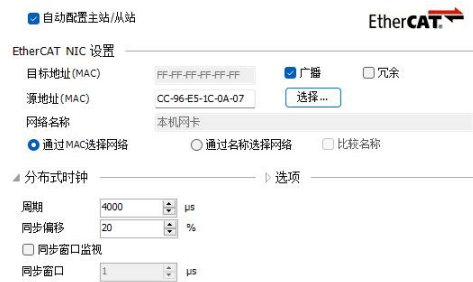 自动配置主站/从站
EtherCAT.
EtherCAT NIC 设置
目标地址(MAC) FF-FF-FF-FF-FF-FF 广播 冗余
源地址(MAC) CC-96-E5-1C-0A-07 选择...
网络名称 本机网卡
通过MAC选择网络 通过名称选择网络 比较名称
分布式时钟 选项
周期 4000 μs
同步偏移 20 %
同步窗口监视
同步窗口 1 μs